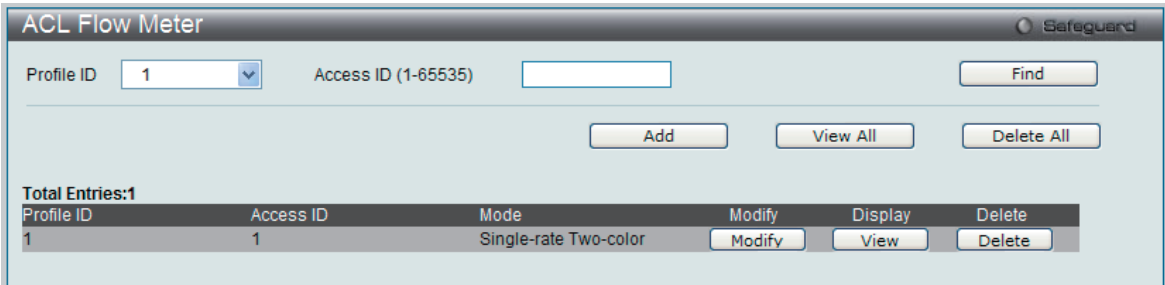 ACL Flow Meter Safeguard
Profile ID 1 Access ID (1-65535) Find
Add View All Delete All
Total Entries:1
Profile ID Access ID Mode Modify Display Delete
1 1 Single-rate Two-color Modify View Delete